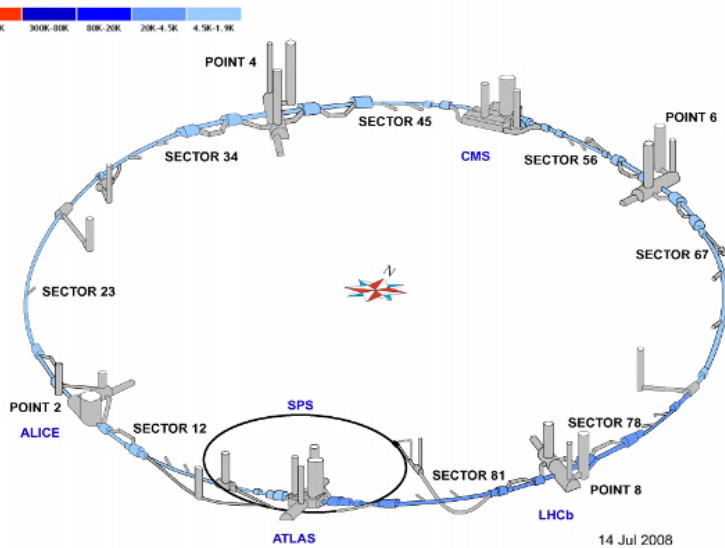 K 300K-80K 80K-20K 20K-4.5K 4.5K-1.9K
POINT 4
SECTOR 45
POINT 6
SECTOR 34
CMS
SECTOR 56
SECTOR 67
N
SECTOR 23
POINT 2
ALICE
SECTOR 12
SPS
SECTOR 78
SECTOR 81
POINT 8
LHCb
ATLAS
14 Jul 2008